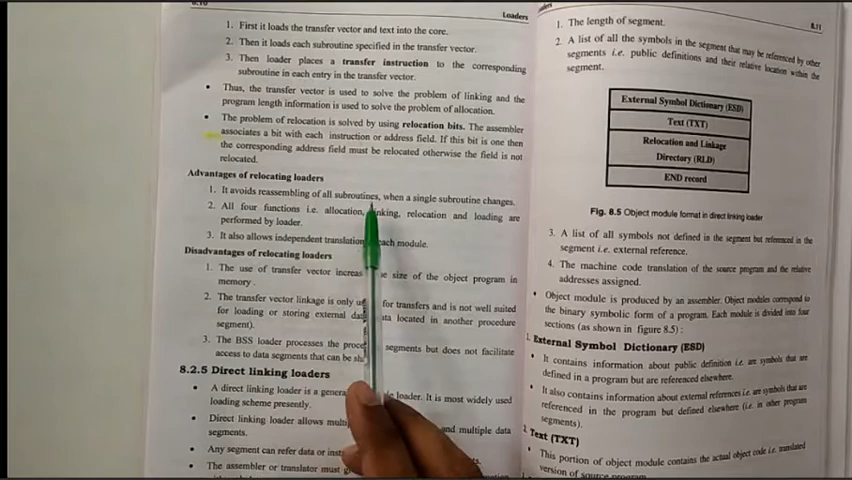 8.10
Loaders
1. First it loads the transfer vector and text into the core.
2. Then it loads each subroutine specified in the transfer vector.
3. Then loader places a transfer instruction to the corresponding
subroutine in each entry in the transfer vector.
• Thus, the transfer vector is used to solve the problem of linking and the
program length information is used to solve the problem of allocation.
• The problem of relocation is solved by using relocation bits. The assembler
associates a bit with each instruction or address field. If this bit is one then
the corresponding address field must be relocated otherwise the field is not
relocated.
Advantages of relocating loaders
1. It avoids reassembling of all subroutines, when a single subroutine changes.
2. All four functions i.e. allocation, linking, relocation and loading are
performed by loader.
3. It also allows independent translation each module.
Disadvantages of relocating loaders
1. The use of transfer vector increas size of the object program in
memory.
2. The transfer vector linkage is only for transfers and is not well suited
for loading or storing external located in another procedure
segment).
3. The BSS loader processes the segments but does not facilitate
access to data segments that can be
8.2.5 Direct linking loaders
• A direct linking loader is a loader. It is most widely used
loading scheme presently.
• Direct linking loader allows and multiple data
segments.
• Any segment can refer data or
• The assembler or translator must
Loaders
8.11
1. The length of segment.
2. A list of all the symbols in the segment that may be referenced by other
segments i.e. public definitions and their relative location within the
segment.
External Symbol Dictionary (ESD)
Text (TXT)
Relocation and Linkage
Directory (RLD)
END record
Fig. 8.5 Object module format in direct linking loader
3. A list of all symbols not defined in the segment but referenced in the
segment i.e. external reference.
4. The machine code translation of the source program and the relative
addresses assigned.
• Object module is produced by an assembler. Object modules correspond to
the binary symbolic form of a program. Each module is divided into four
sections (as shown in figure 8.5) :
1. External Symbol Dictionary (ESD)
• It contains information about public definition i.e. are symbols that are
defined in a program but are referenced elsewhere.
• It also contains information about external references i.e. are symbols that are
referenced in the program but defined elsewhere (i.e. in other program
segments).
2. Text (TXT)
• This portion of object module contains the actual object code i.e. translated
version of source program.